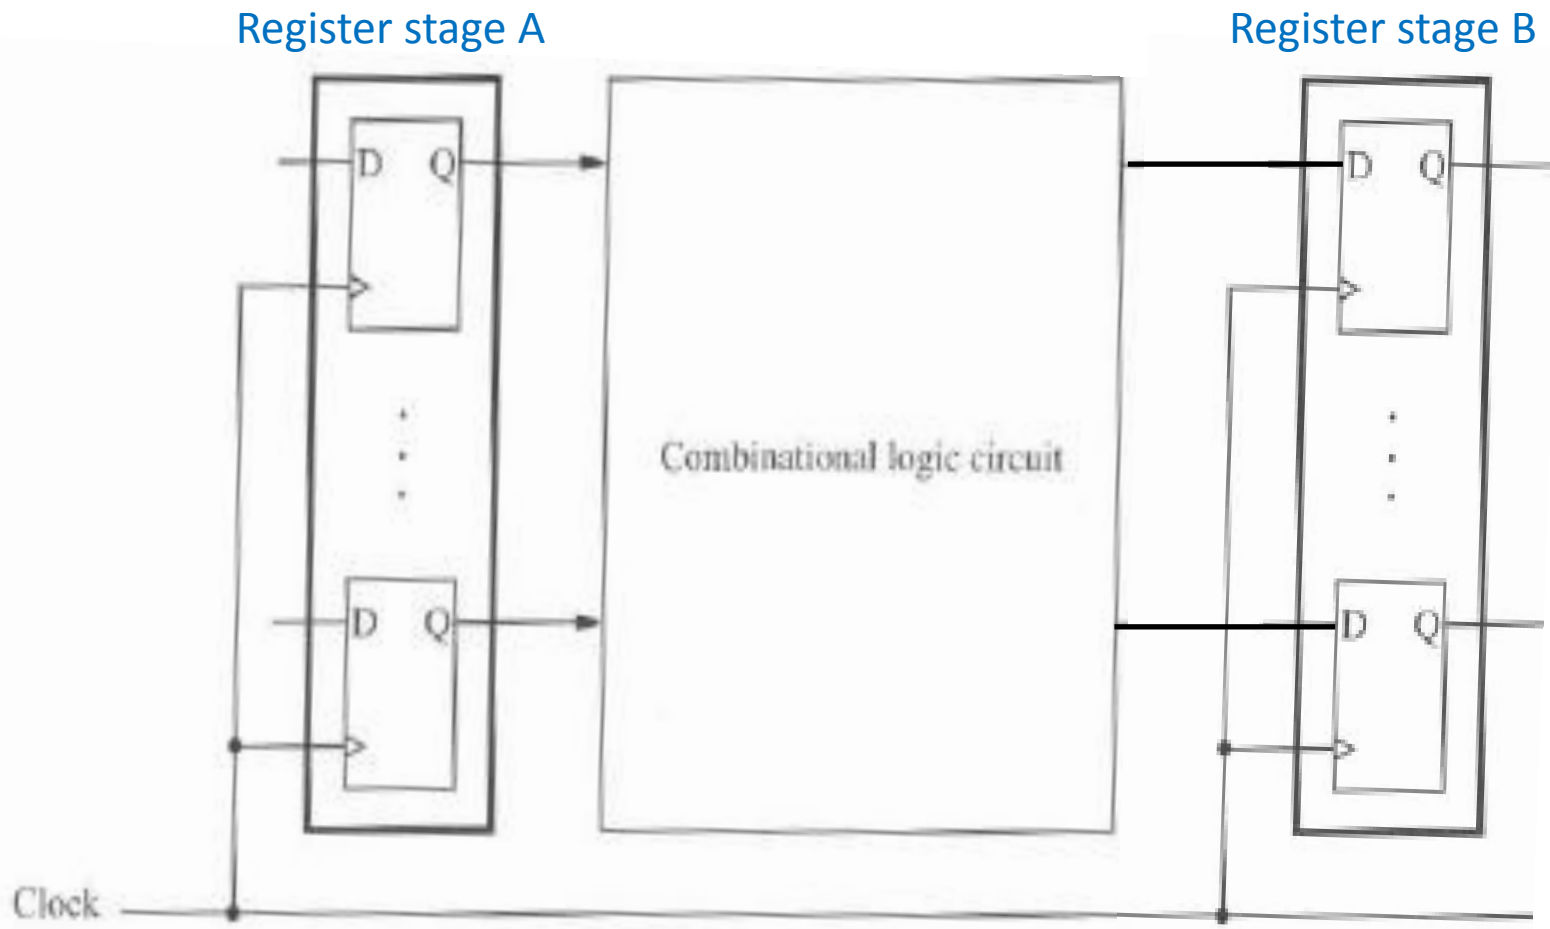 Register stage A
Register stage B
D Q
D Q
Combinational logic circuit
D Q
D Q
Clock